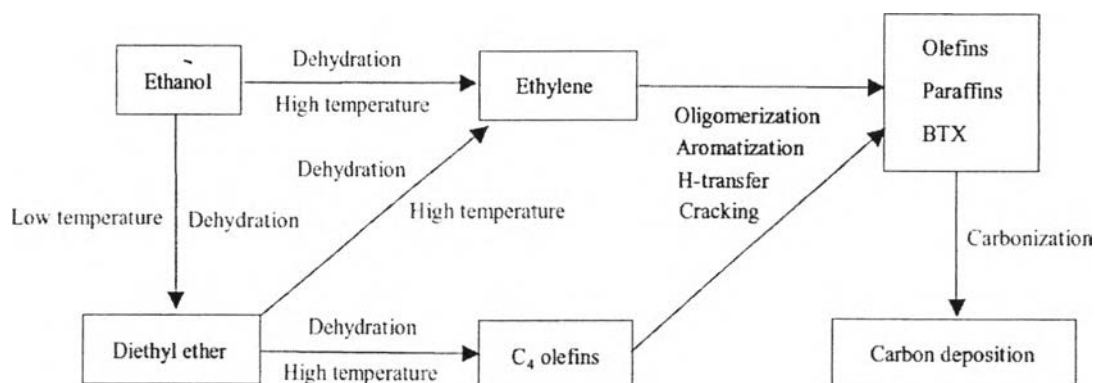 Ethanol
Dehydration
High temperature
Ethylene
Olefins
Paraffins
BTX
Oligomerization
Aromatization
H-transfer
Cracking
Dehydration
High temperature
Low temperature
Dehydration
Carbonization
Diethyl ether
Dehydration
High temperature
C₄ olefins
Carbon deposition